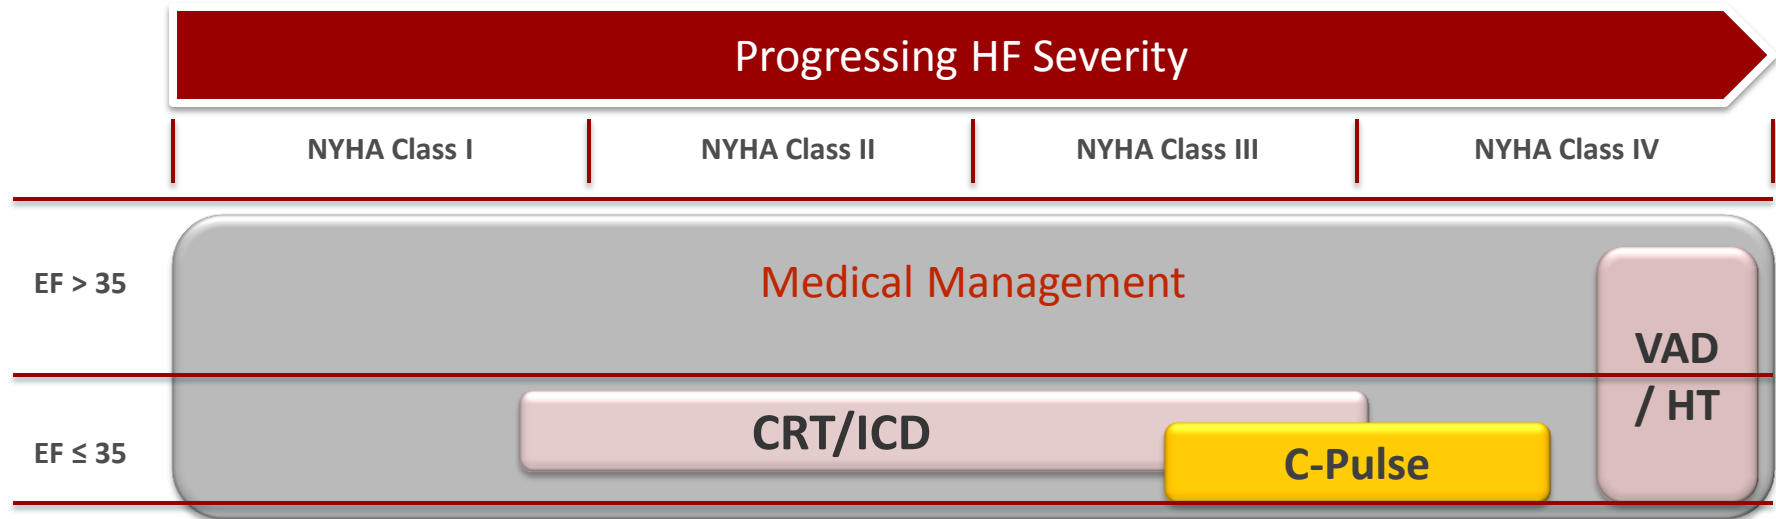 Progressing HF Severity
NYHA Class I
NYHA Class II
NYHA Class III
NYHA Class IV
EF > 35
Medical Management
VAD
/ HT
EF ≤ 35
CRT/ICD
C-Pulse